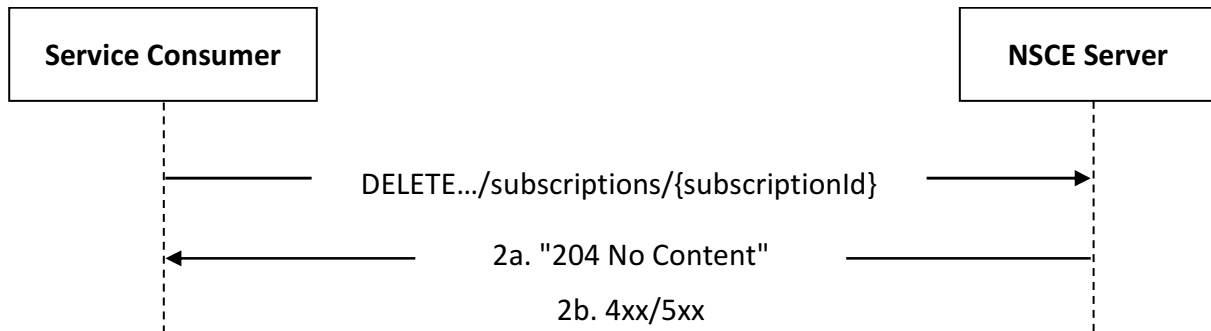 Service Consumer
NSCE Server
DELETE.../subscriptions/{subscriptionId}
2a. "204 No Content"
2b. 4xx/5xx